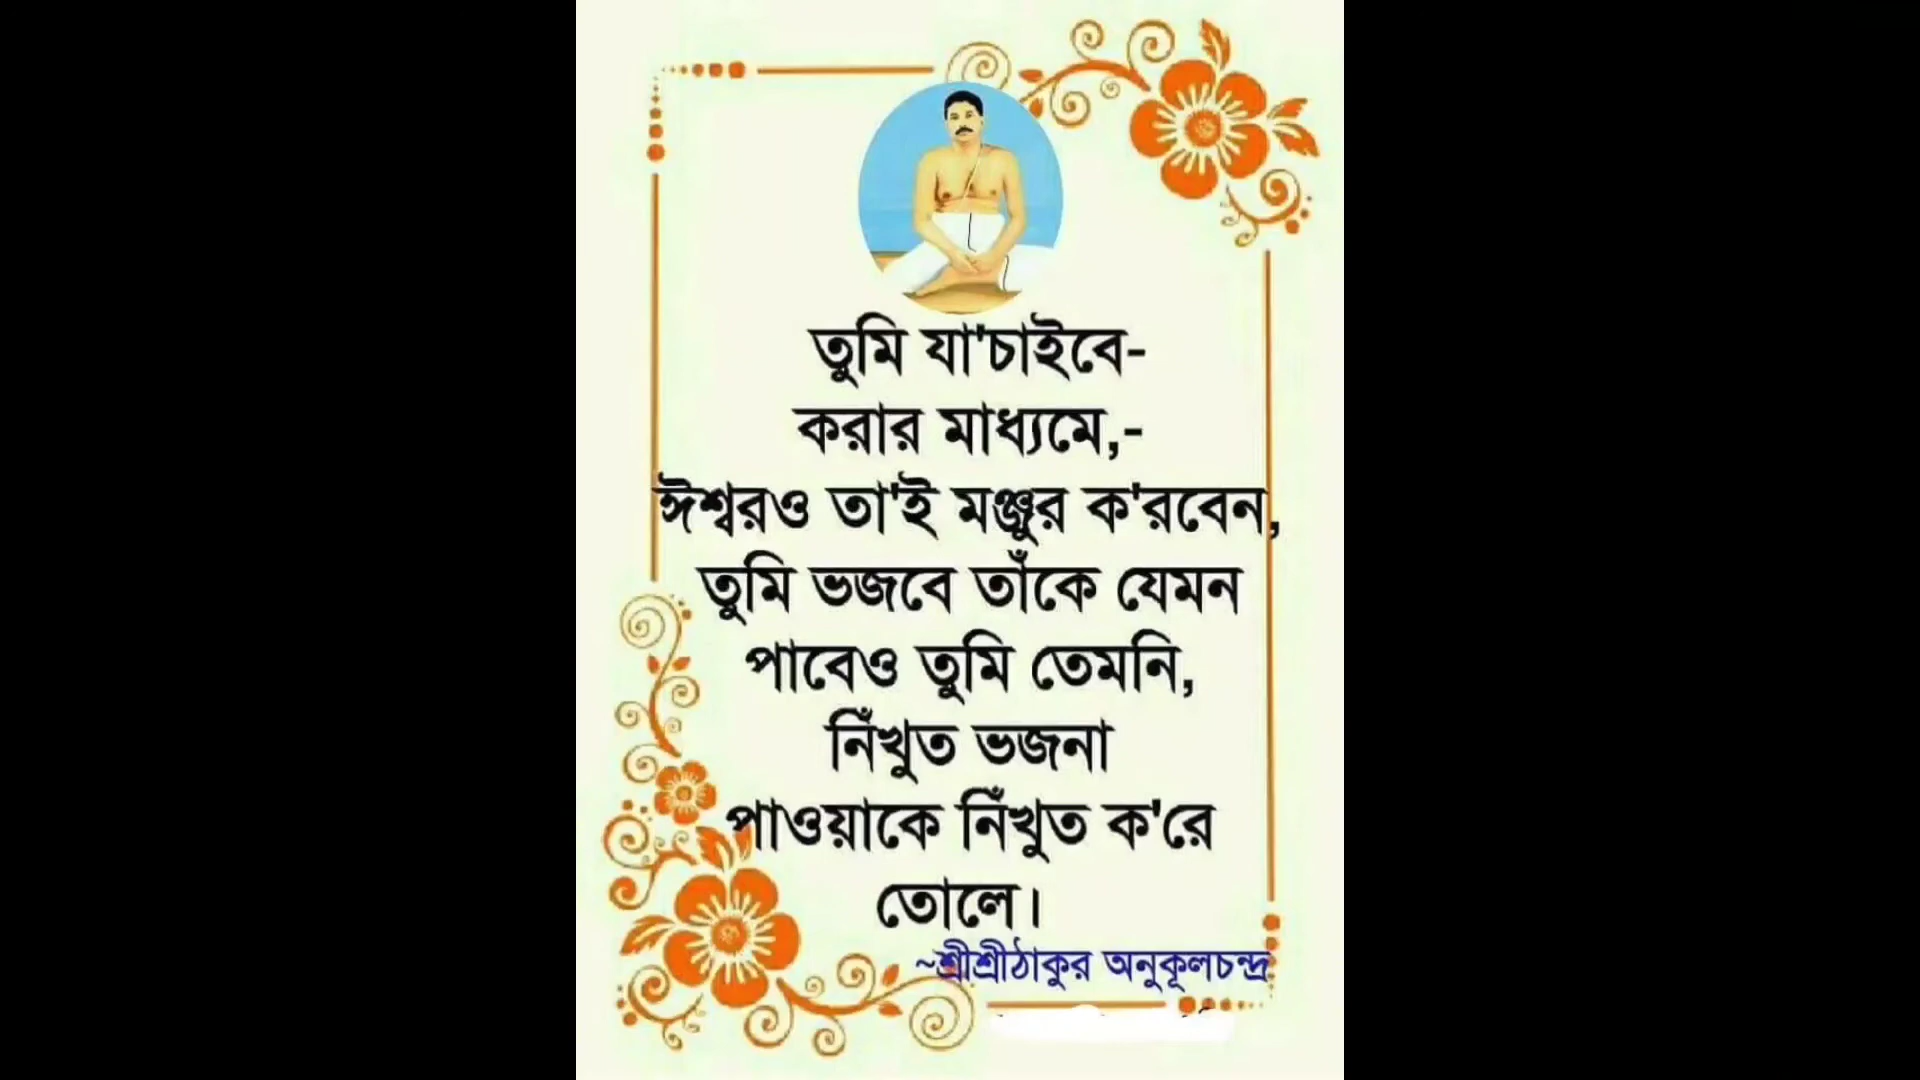 তুমি যা'চাইবে-
করার মাধ্যমে,-
ঈশ্বরও তা'ই মঞ্জুর ক'রবেন,
তুমি ভজবে তাঁকে যেমন
পাবেও তুমি তেমনি,
নিঁখুত ভজনা
পাওয়াকে নিঁখুত ক'রে
তোলে।
~শ্রীশ্রীঠাকুর অনুকূলচন্দ্র